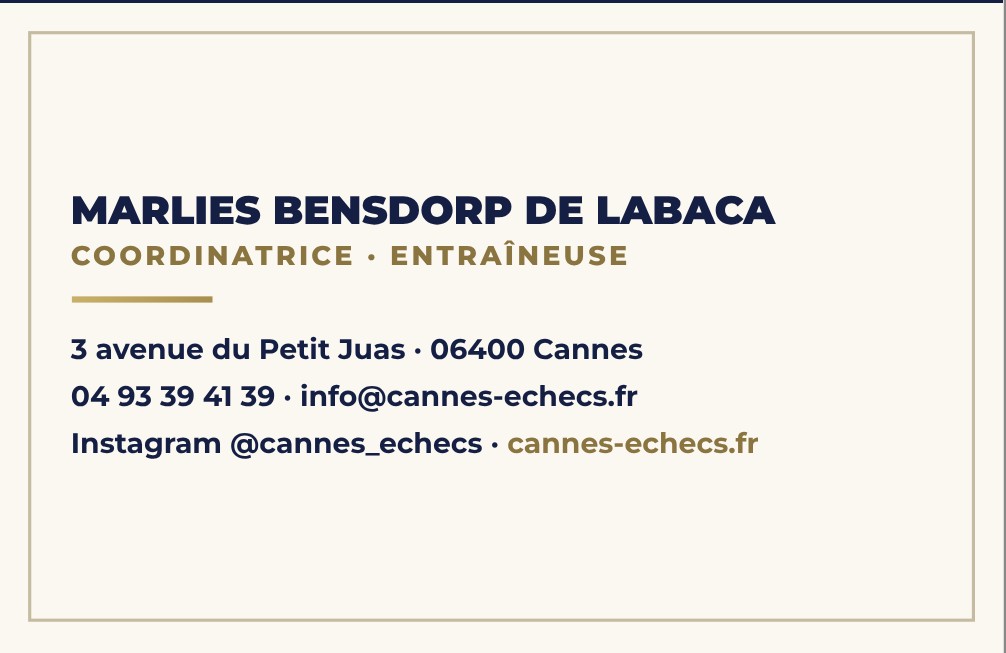 MARLIES BENSDORP DE LABACA
COORDINATRICE · ENTRAÎNEUSE
3 avenue du Petit Juas · 06400 Cannes
04 93 39 41 39 · info@cannes-echecs.fr
Instagram @cannes_echecs · cannes-echecs.fr